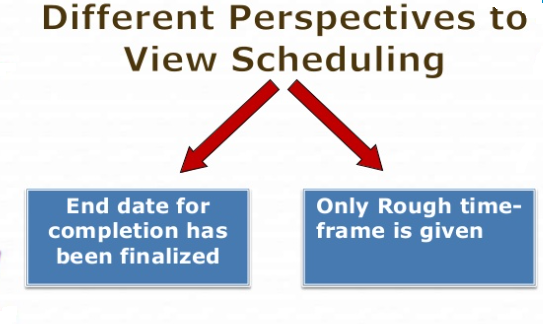 Different Perspectives to
View Scheduling
End date for
completion has
been finalized
Only Rough time-
frame is given